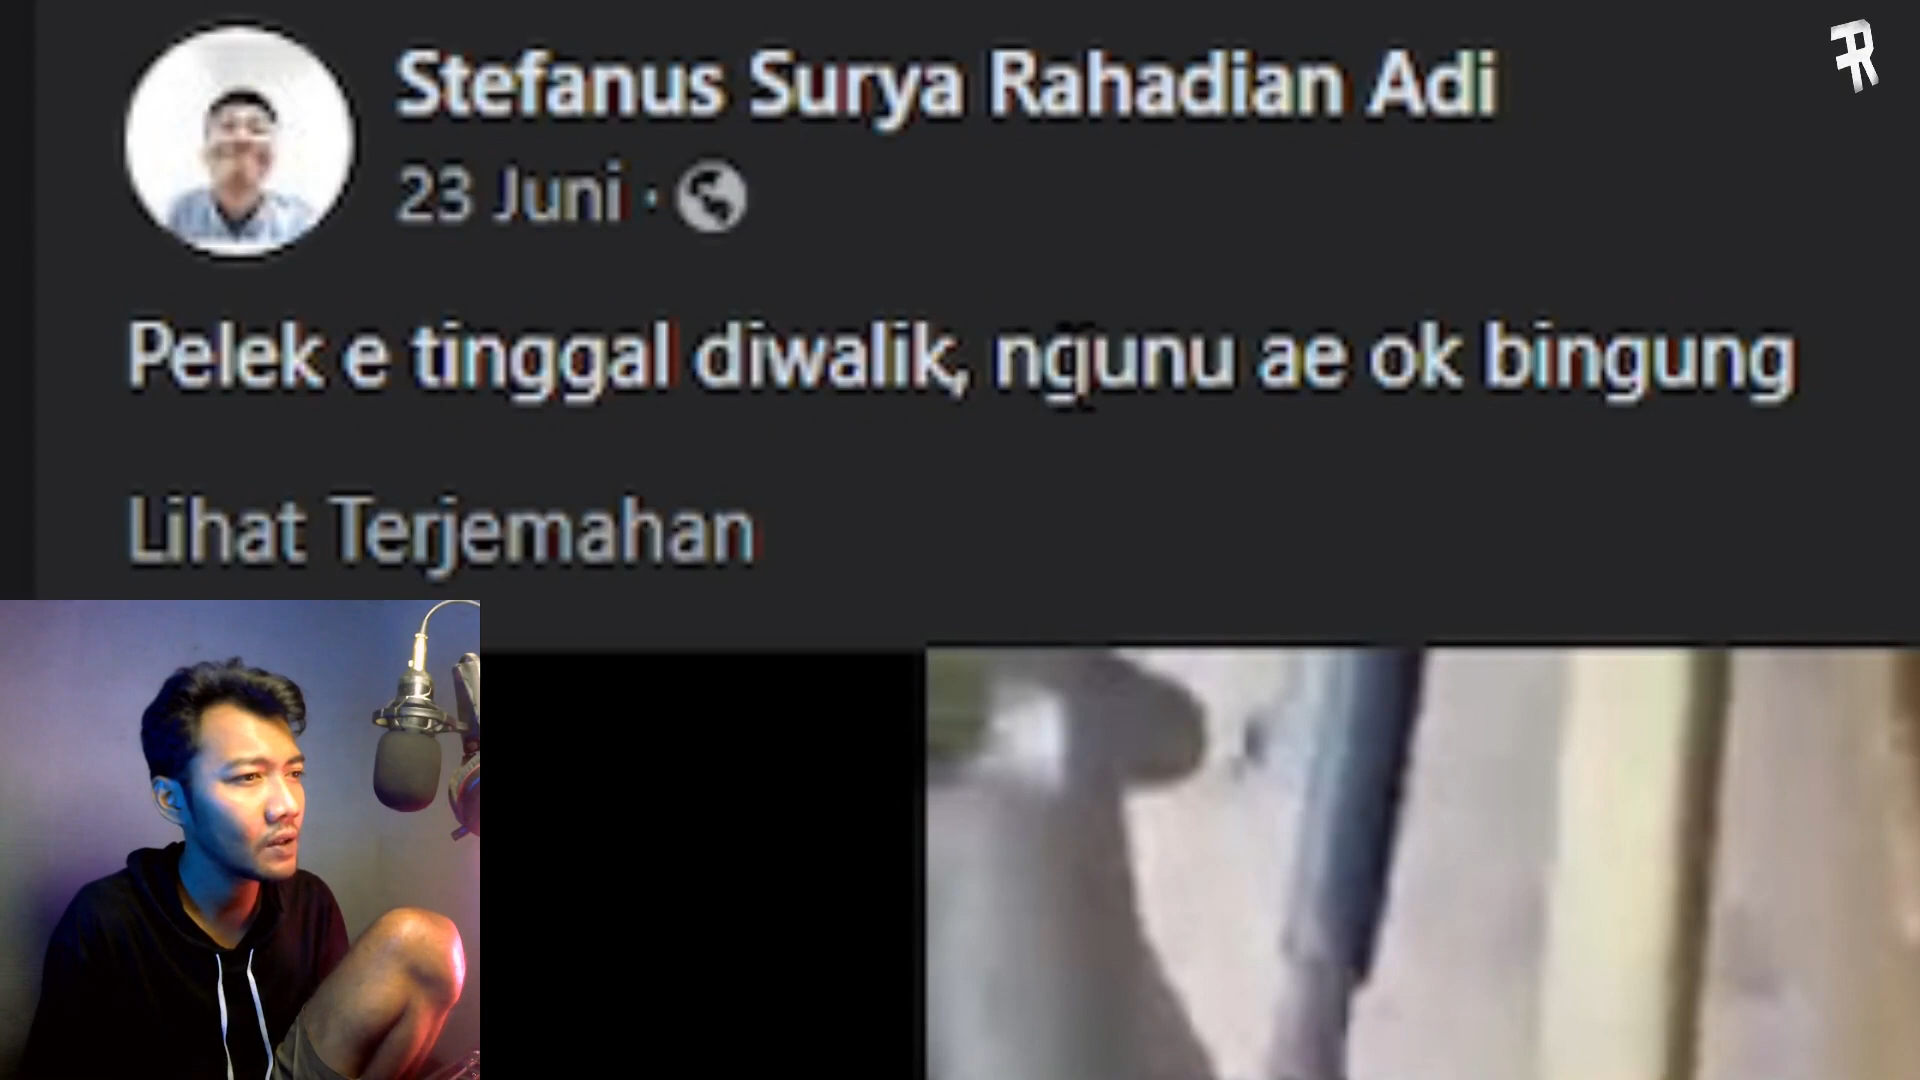 Stefanus Surya Rahadian Adi
23 Juni ·
Pelek e tinggal diwalik, ngunu ae ok bingung
Lihat Terjemahan